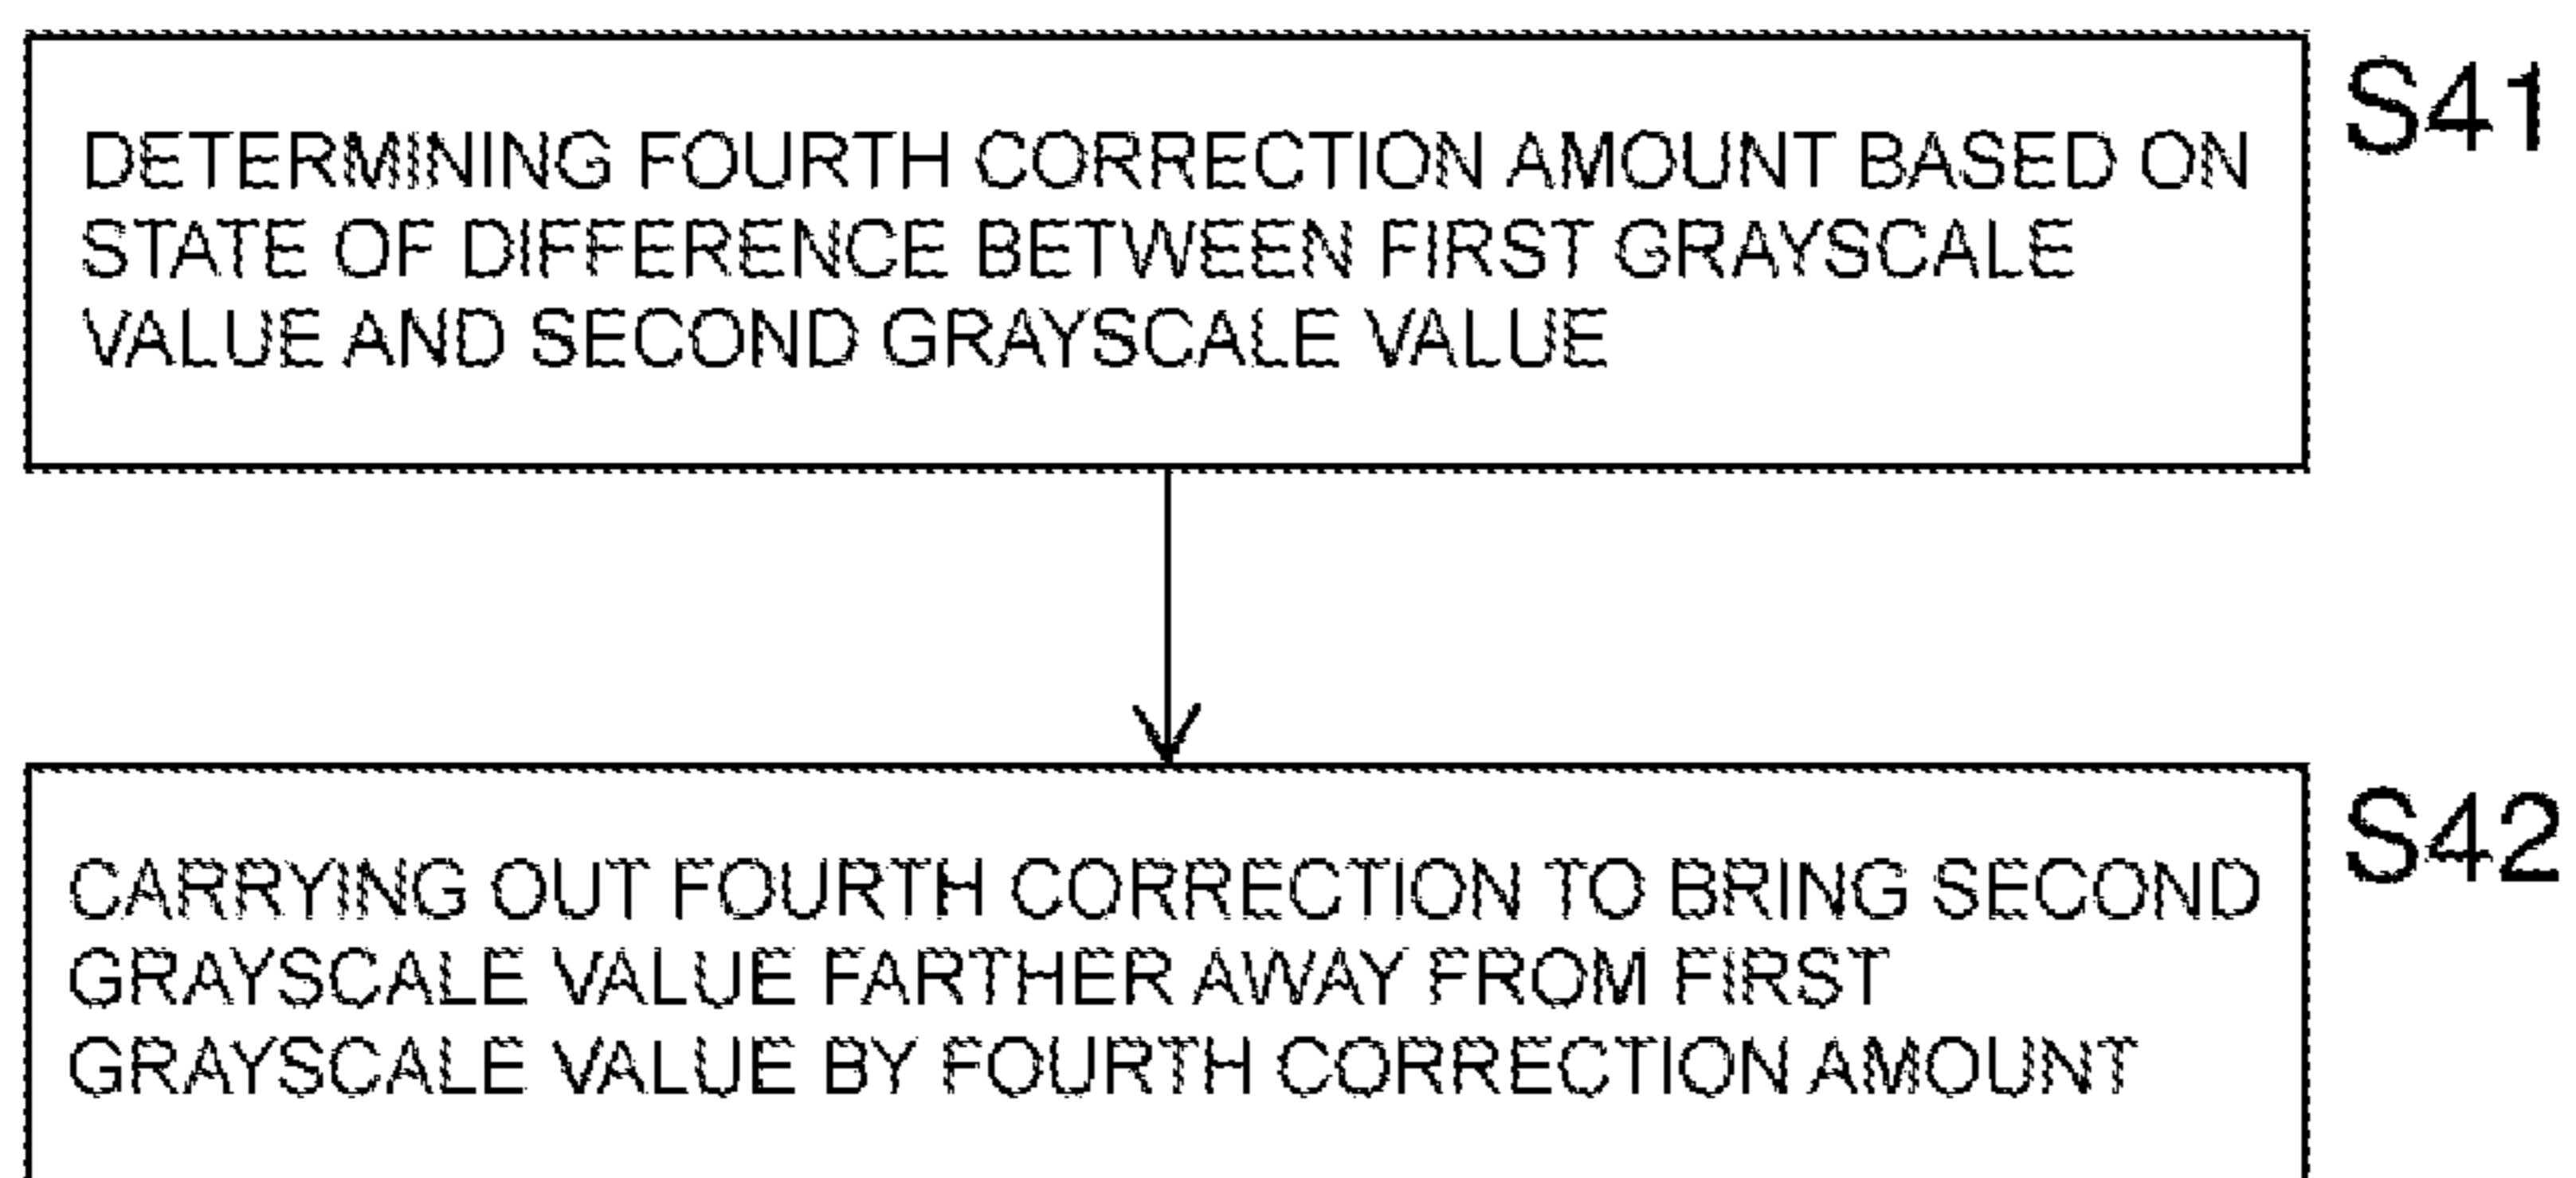 S41
DETERMINING FOURTH CORRECTION AMOUNT BASED ON
STATE OF DIFFERENCE BETWEEN FIRST GRAYSCALE
VALUE AND SECOND GRAYSCALE VALUE
S42
CARRYING OUT FOURTH CORRECTION TO BRING SECOND
GRAYSCALE VALUE FARTHER AWAY FROM FIRST
GRAYSCALE VALUE BY FOURTH CORRECTION AMOUNT